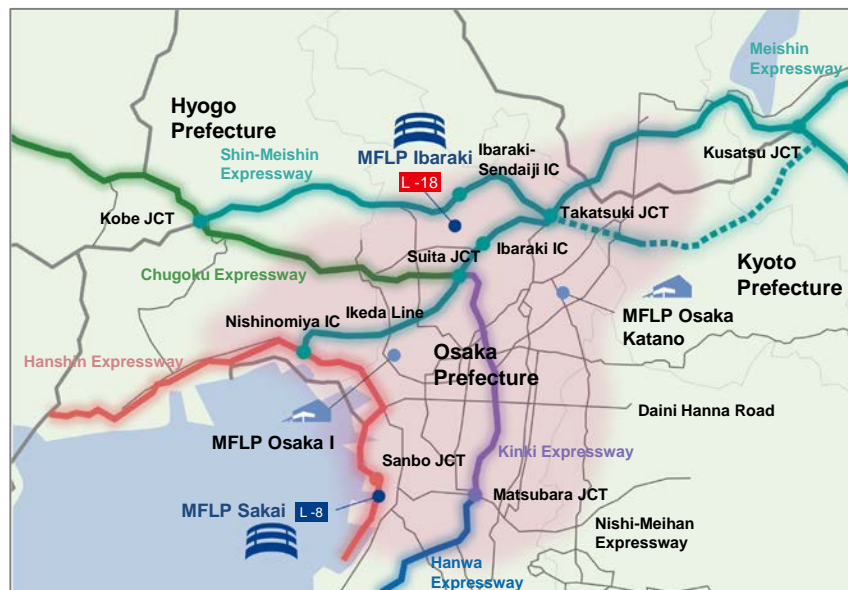 Meishin
Expressway
Hyogo
Prefecture
Shin-Meishin
Expressway
MFLP Ibaraki
L -18
Ibaraki-
Sendaiji IC
Kusatsu JCT
Kobe JCT
Takatsuki JCT
Suita JCT
Ibaraki IC
Chugoku Expressway
Kyoto
Prefecture
Ikeda Line
Nishinomiya IC
MFLP Osaka
Katano
Hanshin Expressway
Osaka
Prefecture
Daini Hanna Road
MFLP Osaka I
Kinki Expressway
Sanbo JCT
Matsubara JCT
MFLP Sakai
L -8
Nishi-Meihan
Expressway
Hanwa
Expressway